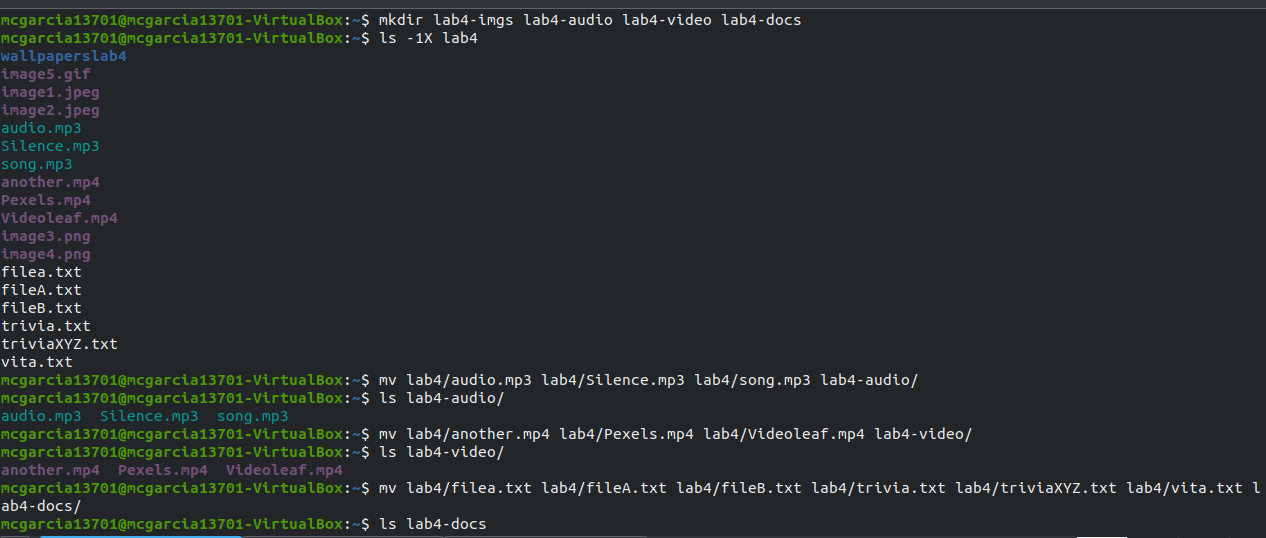 mcgarcia13701@mcgarcia13701-VirtualBox:~$ mkdir lab4-imgs lab4-audio lab4-video lab4-docs
mcgarcia13701@mcgarcia13701-VirtualBox:~$ ls -1X lab4
wallpaperslab4
image5.gif
image1.jpeg
image2.jpeg
audio.mp3
Silence.mp3
song.mp3
another.mp4
Pexels.mp4
Videoleaf.mp4
image3.png
image4.png
filea.txt
fileA.txt
fileB.txt
trivia.txt
triviaXYZ.txt
vita.txt
mcgarcia13701@mcgarcia13701-VirtualBox:~$ mv lab4/audio.mp3 lab4/Silence.mp3 lab4/song.mp3 lab4-audio/
mcgarcia13701@mcgarcia13701-VirtualBox:~$ ls lab4-audio/
audio.mp3  Silence.mp3  song.mp3
mcgarcia13701@mcgarcia13701-VirtualBox:~$ mv lab4/another.mp4 lab4/Pexels.mp4 lab4/Videoleaf.mp4 lab4-video/
mcgarcia13701@mcgarcia13701-VirtualBox:~$ ls lab4-video/
another.mp4  Pexels.mp4  Videoleaf.mp4
mcgarcia13701@mcgarcia13701-VirtualBox:~$ mv lab4/filea.txt lab4/fileA.txt lab4/fileB.txt lab4/trivia.txt lab4/triviaXYZ.txt lab4/vita.txt l
ab4-docs/
mcgarcia13701@mcgarcia13701-VirtualBox:~$ ls lab4-docs